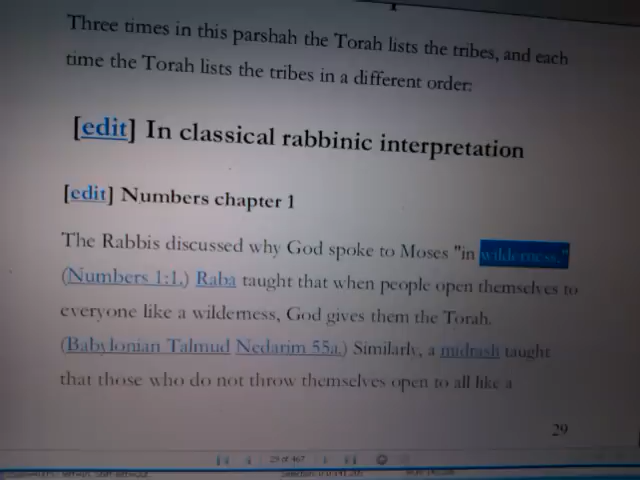 Three times in this parshah the Torah lists the tribes, and each
time the Torah lists the tribes in a different order:
[edit] In classical rabbinic interpretation
[edit] Numbers chapter 1
The Rabbis discussed why God spoke to Moses "in wilderness."
(Numbers 1:1.) Raba taught that when people open themselves to
everyone like a wilderness, God gives them the Torah.
(Babylonian Talmud Nedarim 55a.) Similarly, a midrash taught
that those who do not throw themselves open to all like a
29
29 of 467